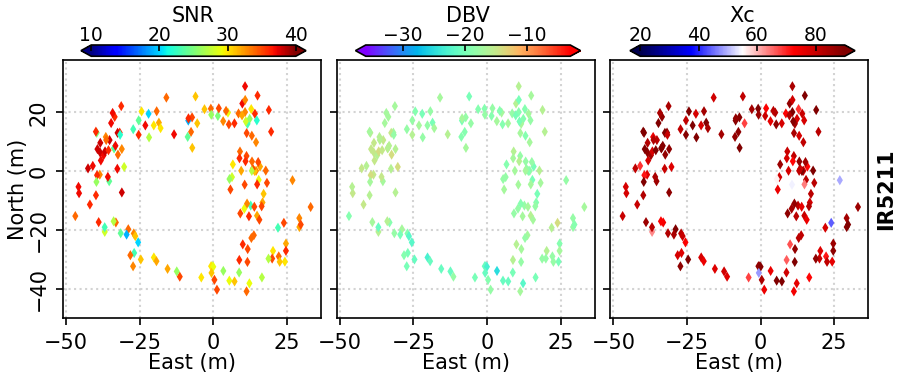 SNR DBV Xc
10 20 30 40 −30 −20 −10 20 40 60 80
20
0
−20
−40
North (m)
−50 −25 0 25 −50 −25 0 25 −50 −25 0 25
East (m) East (m) East (m)
IR5211